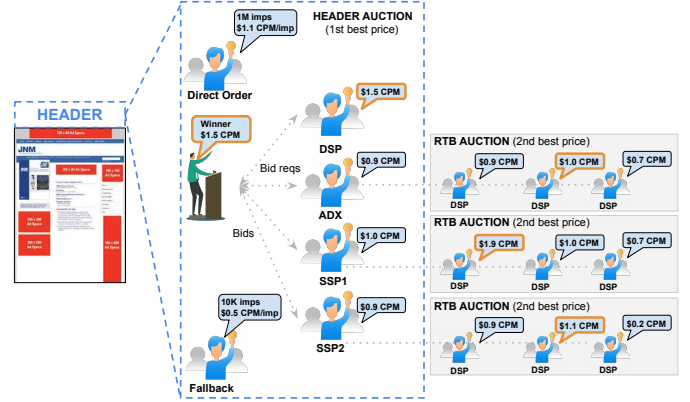 HEADER
JNM
1M imps
$1.1 CPM/imp
Direct Order
HEADER AUCTION
(1st best price)
Winner
$1.5 CPM
$1.5 CPM
DSP
Bid reqs
$0.9 CPM
ADX
Bids
$1.0 CPM
SSP1
10K imps
$0.5 CPM/imp
Fallback
$0.9 CPM
SSP2
RTB AUCTION (2nd best price)
$0.9 CPM
$1.0 CPM
$0.7 CPM
DSP
DSP
DSP
RTB AUCTION (2nd best price)
$1.9 CPM
$1.0 CPM
$0.7 CPM
DSP
DSP
DSP
RTB AUCTION (2nd best price)
$0.9 CPM
$1.1 CPM
$0.2 CPM
DSP
DSP
DSP